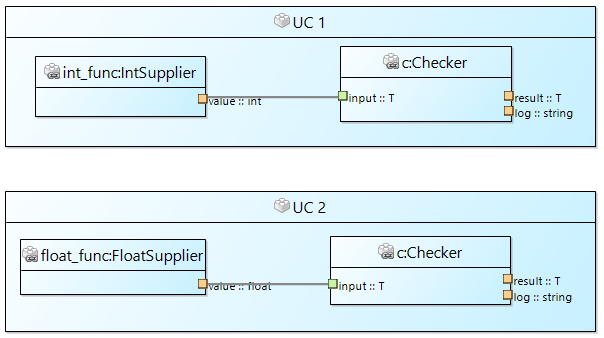 UC 1
int_func:IntSupplier
c:Checker
value :: int
input :: T
result :: T
log :: string
UC 2
float_func:FloatSupplier
c:Checker
value :: float
input :: T
result :: T
log :: string